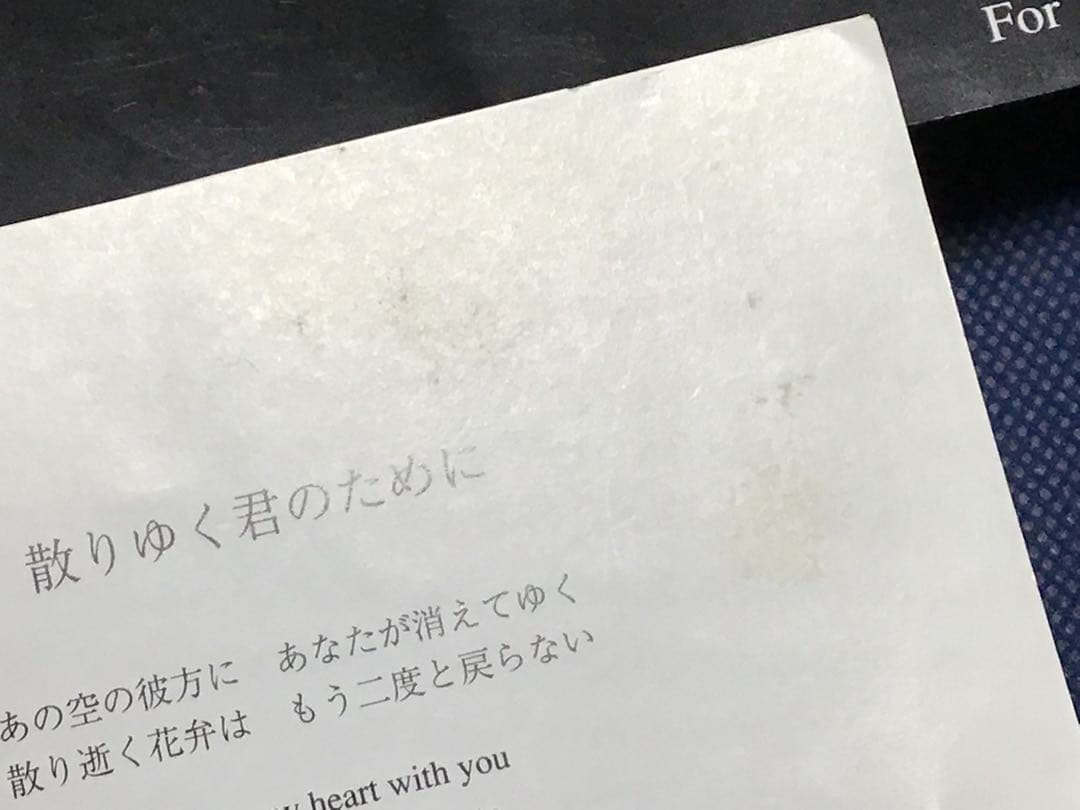 For
散りゆく君のために
あの空の彼方に　あなたが消えてゆく
散り逝く花弁は　もう二度と戻らない
heart with you